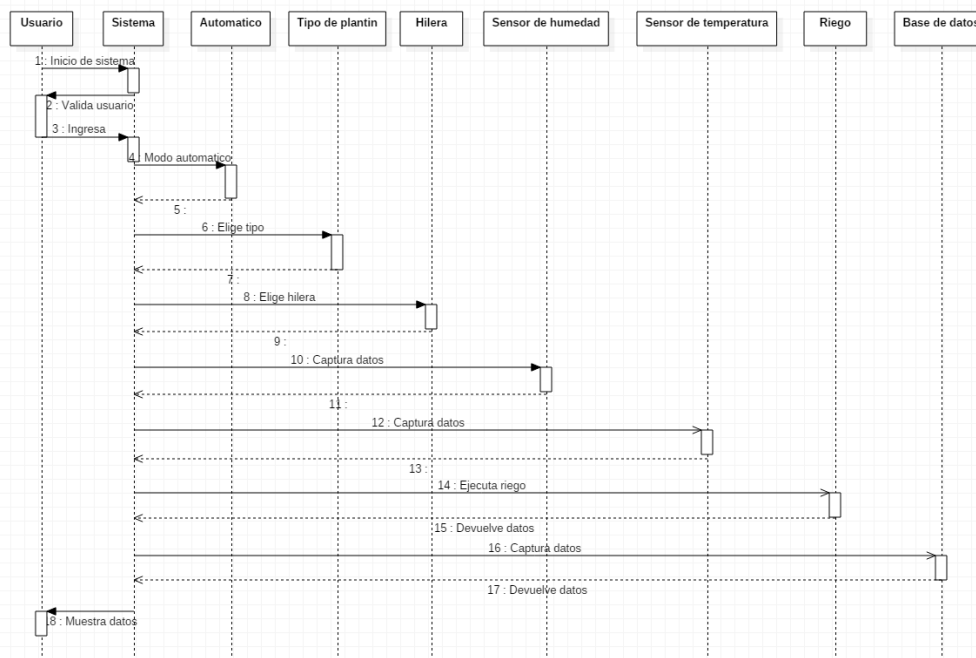 Usuario
Sistema
Automatico
Tipo de plantin
Hilera
Sensor de humedad
Sensor de temperatura
Riego
Base de datos
1 : Inicio de sistema
2 : Valida usuario
3 : Ingresa
4 : Modo automatico
5 :
6 : Elige tipo
7 :
8 : Elige hilera
9 :
10 : Captura datos
11 :
12 : Captura datos
13 :
14 : Ejecuta riego
15 : Devuelve datos
16 : Captura datos
17 : Devuelve datos
18 : Muestra datos